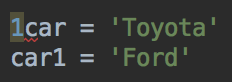 1car = 'Toyota'
car1 = 'Ford'